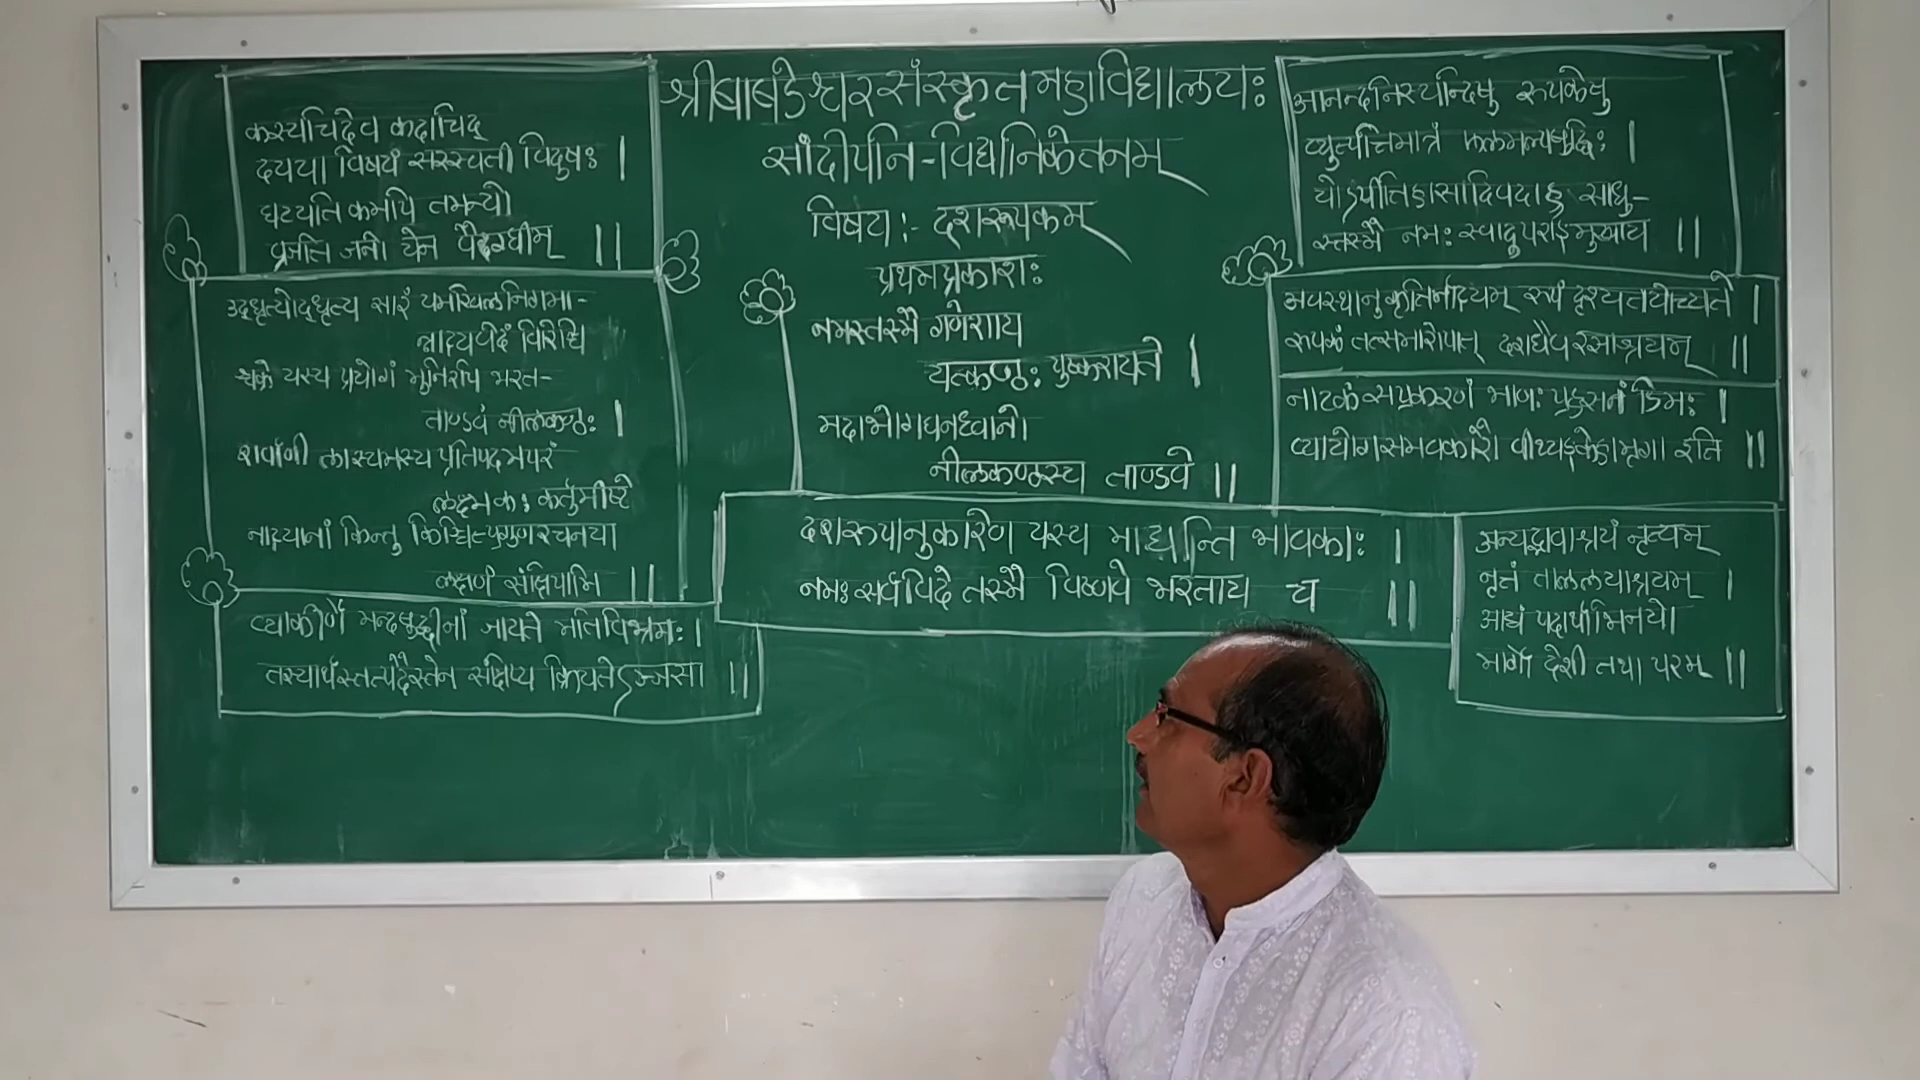 श्रीबाबडेश्वरसंस्कृतमहाविद्यालयः
सांदीपनि-विद्यानिकेतनम्
विषयः- दशरूपकम्
प्रथमप्रकाशः
नमस्तस्मै गणेशाय
यत्कण्ठः पुष्करायते ।
मदाभोगघनध्वानो
नीलकण्ठस्य ताण्डवे ॥
दशरूपानुकारेण यस्य माद्यन्ति भावकाः ।
नमः सर्वविदे तस्मै विष्णवे भरताय च ॥
कस्यचिदेव कदाचिद्
दयया विषयं सरस्वती विदुषः ।
घटयति कमपि तमन्यो
व्रजति जनो येन वैदग्धीम् ॥
उद्धृत्योद्धृत्य सारं यमखिलनिगमा-
न्नाट्यवेदं विरिञ्चि
श्चक्रे यस्य प्रयोगं मुनिरपि भरत-
ताण्डवं नीलकण्ठः ।
शर्वाणी लास्यमस्य प्रतिपदमपरं
लक्ष्मकः कर्तुमीष्टे
नाट्यानां किन्तु किञ्चित्प्रगुणरचनया
लक्षणं संक्षिपामि ॥
व्याकीर्णे मन्दबुद्धीनां जायते मतिविभ्रमः ।
तस्यार्थस्तत्पदैस्तेन संक्षिप्य क्रियतेऽञ्जसा ॥
आनन्दनिस्यन्दिषु रूपकेषु
व्युत्पत्तिमात्रं फलमल्पबुद्धिः ।
योऽपीतिहासादिवदाह साधु-
स्तस्मै नमः स्वादुपराङ्मुखाय ॥
अवस्थानुकृतिर्नाट्यम् रूपं दृश्यतयोच्यते ।
रूपकं तत्समारोपात् दशधैव रसाश्रयम् ॥
नाटकं सप्रकरणं भाणः प्रहसनं डिमः ।
व्यायोगसमवकारौ वीथ्यङ्केहामृगा इति ॥
अन्यद्भावाश्रयं नृत्यम्
नृत्तं ताललयाश्रयम् ।
आद्यं पदार्थाभिनयो
मार्गो देशी तथा परम् ॥